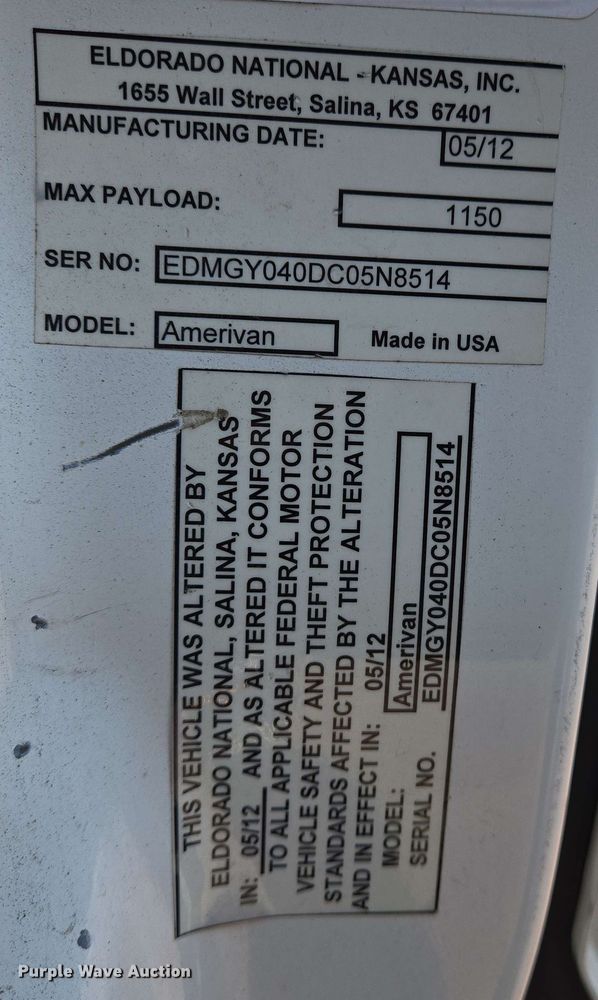 ELDORADO NATIONAL - KANSAS, INC.
1655 Wall Street, Salina, KS 67401
MANUFACTURING DATE: 05/12
MAX PAYLOAD: 1150
SER NO: EDMGY040DC05N8514
MODEL: Amerivan Made in USA
THIS VEHICLE WAS ALTERED BY
ELDORADO NATIONAL, SALINA, KANSAS
IN: 05/12 AND AS ALTERED IT CONFORMS
TO ALL APPLICABLE FEDERAL MOTOR
VEHICLE SAFETY AND THEFT PROTECTION
STANDARDS AFFECTED BY THE ALTERATION
AND IN EFFECT IN: 05/12
MODEL: Amerivan
SERIAL NO. EDMGY040DC05N8514
Purple Wave Auction